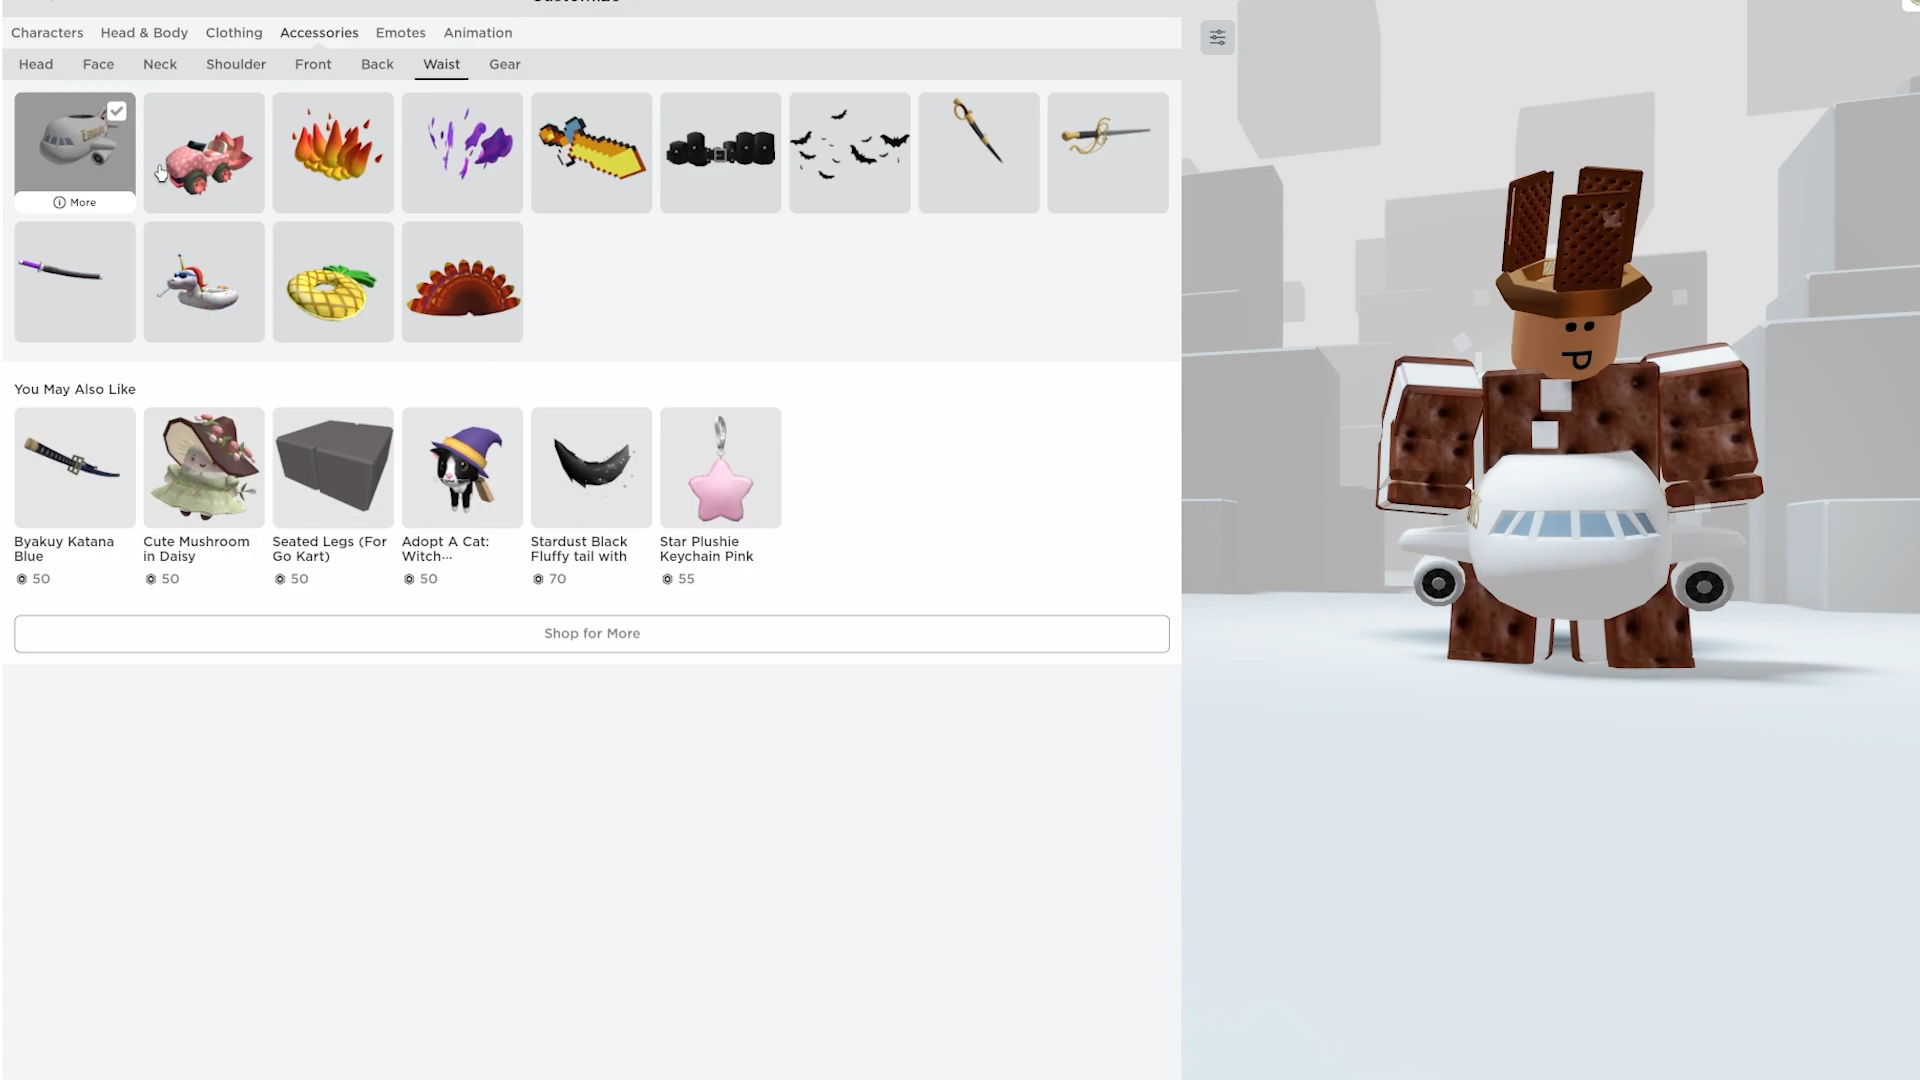 Customize
Characters Head & Body Clothing Accessories Emotes Animation
Head Face Neck Shoulder Front Back Waist Gear
More
You May Also Like
Byakuy Katana Blue
50
Cute Mushroom in Daisy
50
Seated Legs (For Go Kart)
50
Adopt A Cat: Witch...
50
Stardust Black Fluffy tail with
70
Star Plushie Keychain Pink
55
Shop for More